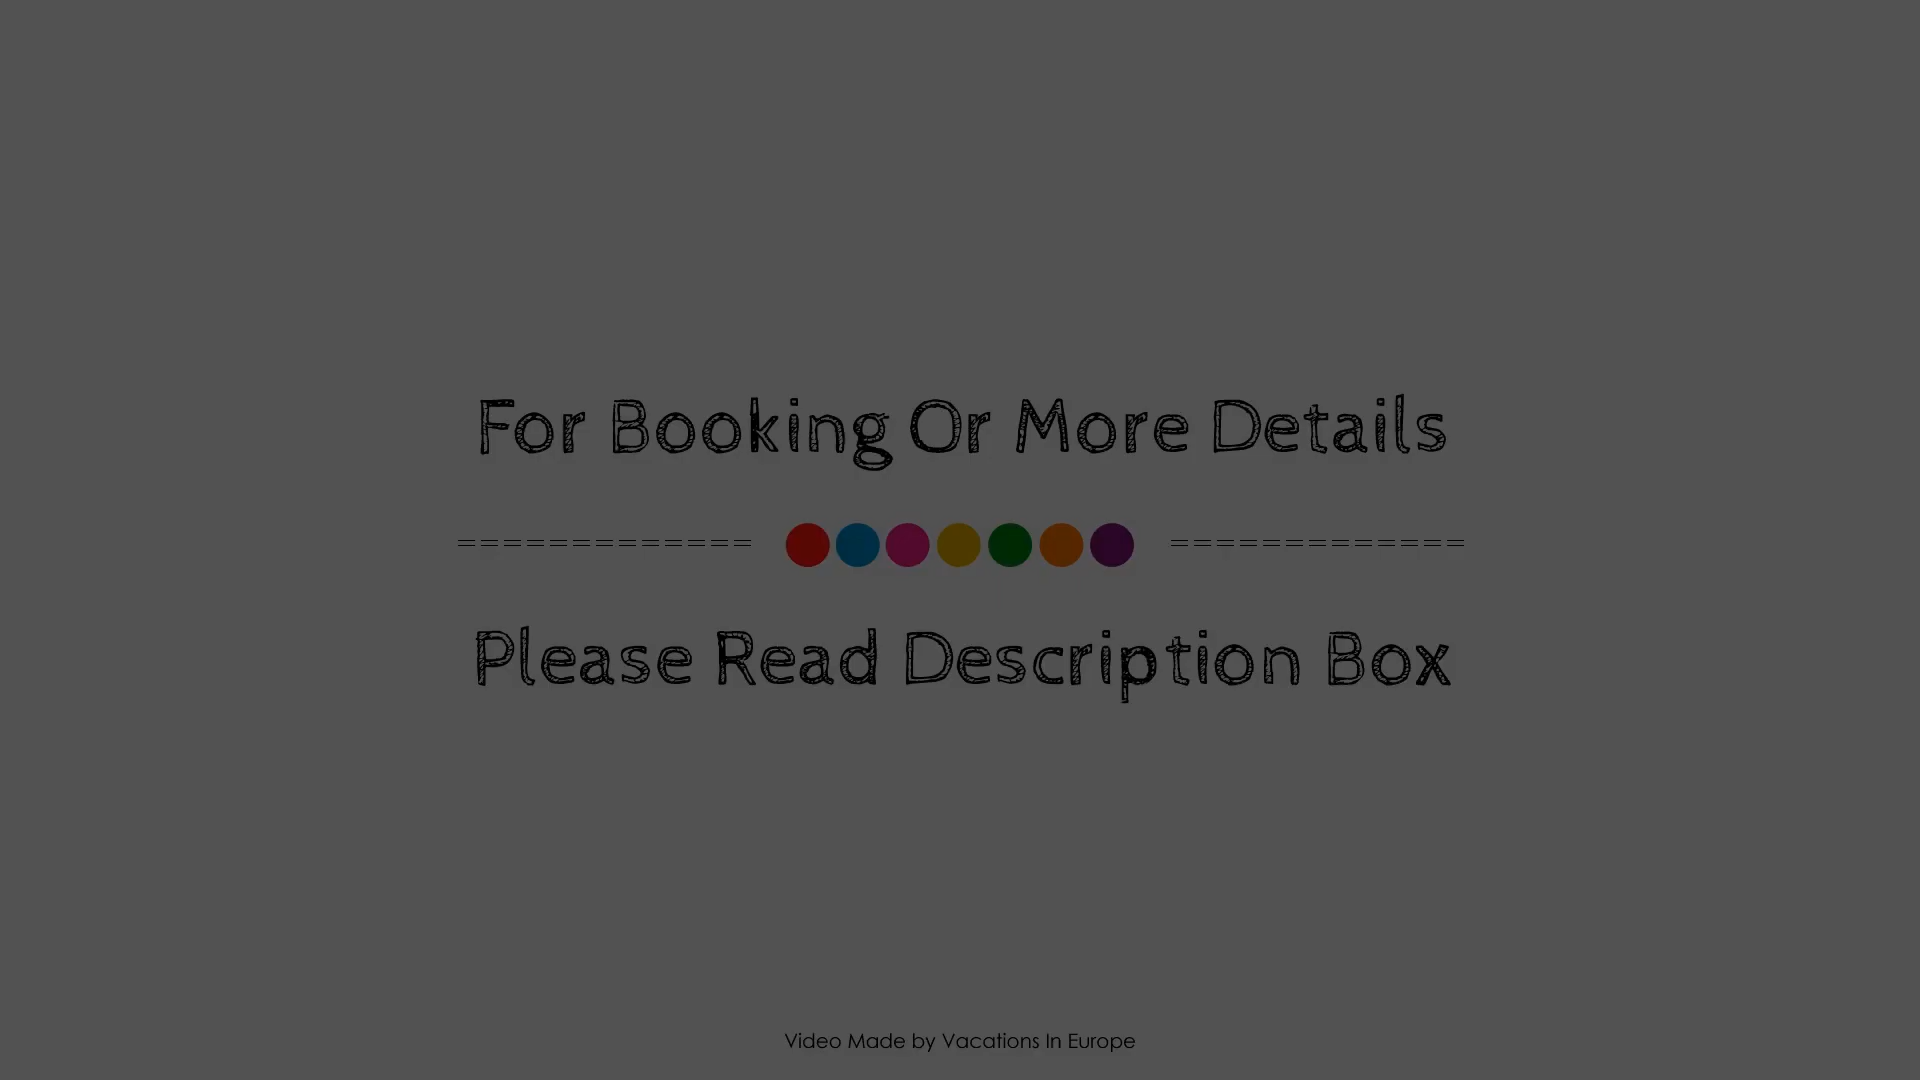 For Booking Or More Details
============= =============
Please Read Description Box
Video Made by Vacations In Europe